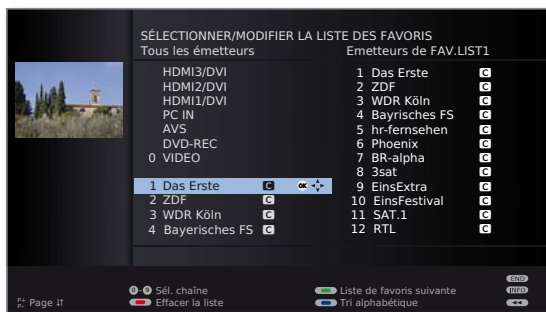 SÉLECTIONNER/MODIFIER LA LISTE DES FAVORIS
Tous les émetteurs
HDMI3/DVI
HDMI2/DVI
HDMI1/DVI
PC IN
AVS
DVD-REC
0 VIDEO
1 Das Erste C OK
2 ZDF C
3 WDR Köln C
4 Bayerisches FS C
Emetteurs de FAV.LIST1
1 Das Erste C
2 ZDF C
3 WDR Köln C
4 Bayrisches FS C
5 hr-fernsehen C
6 Phoenix C
7 BR-alpha C
8 3sat C
9 EinsExtra C
10 EinsFestival C
11 SAT.1 C
12 RTL C
P+ P– Page
0-9 Sél. chaîne
Effacer la liste
Liste de favoris suivante
Tri alphabétique
END
INFO